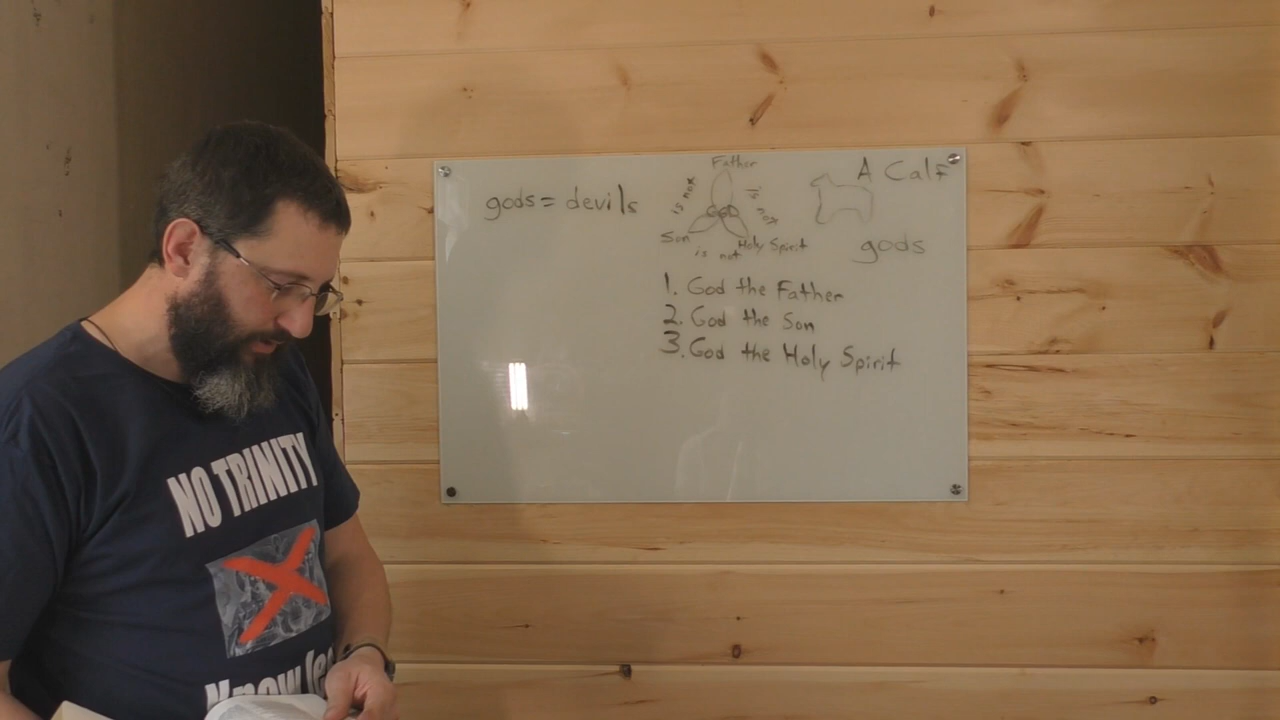 gods = devils
Father
is not
is not
God
Son
is not
Holy Spirit
A Calf
gods
1. God the Father
2. God the Son
3. God the Holy Spirit
NO TRINITY